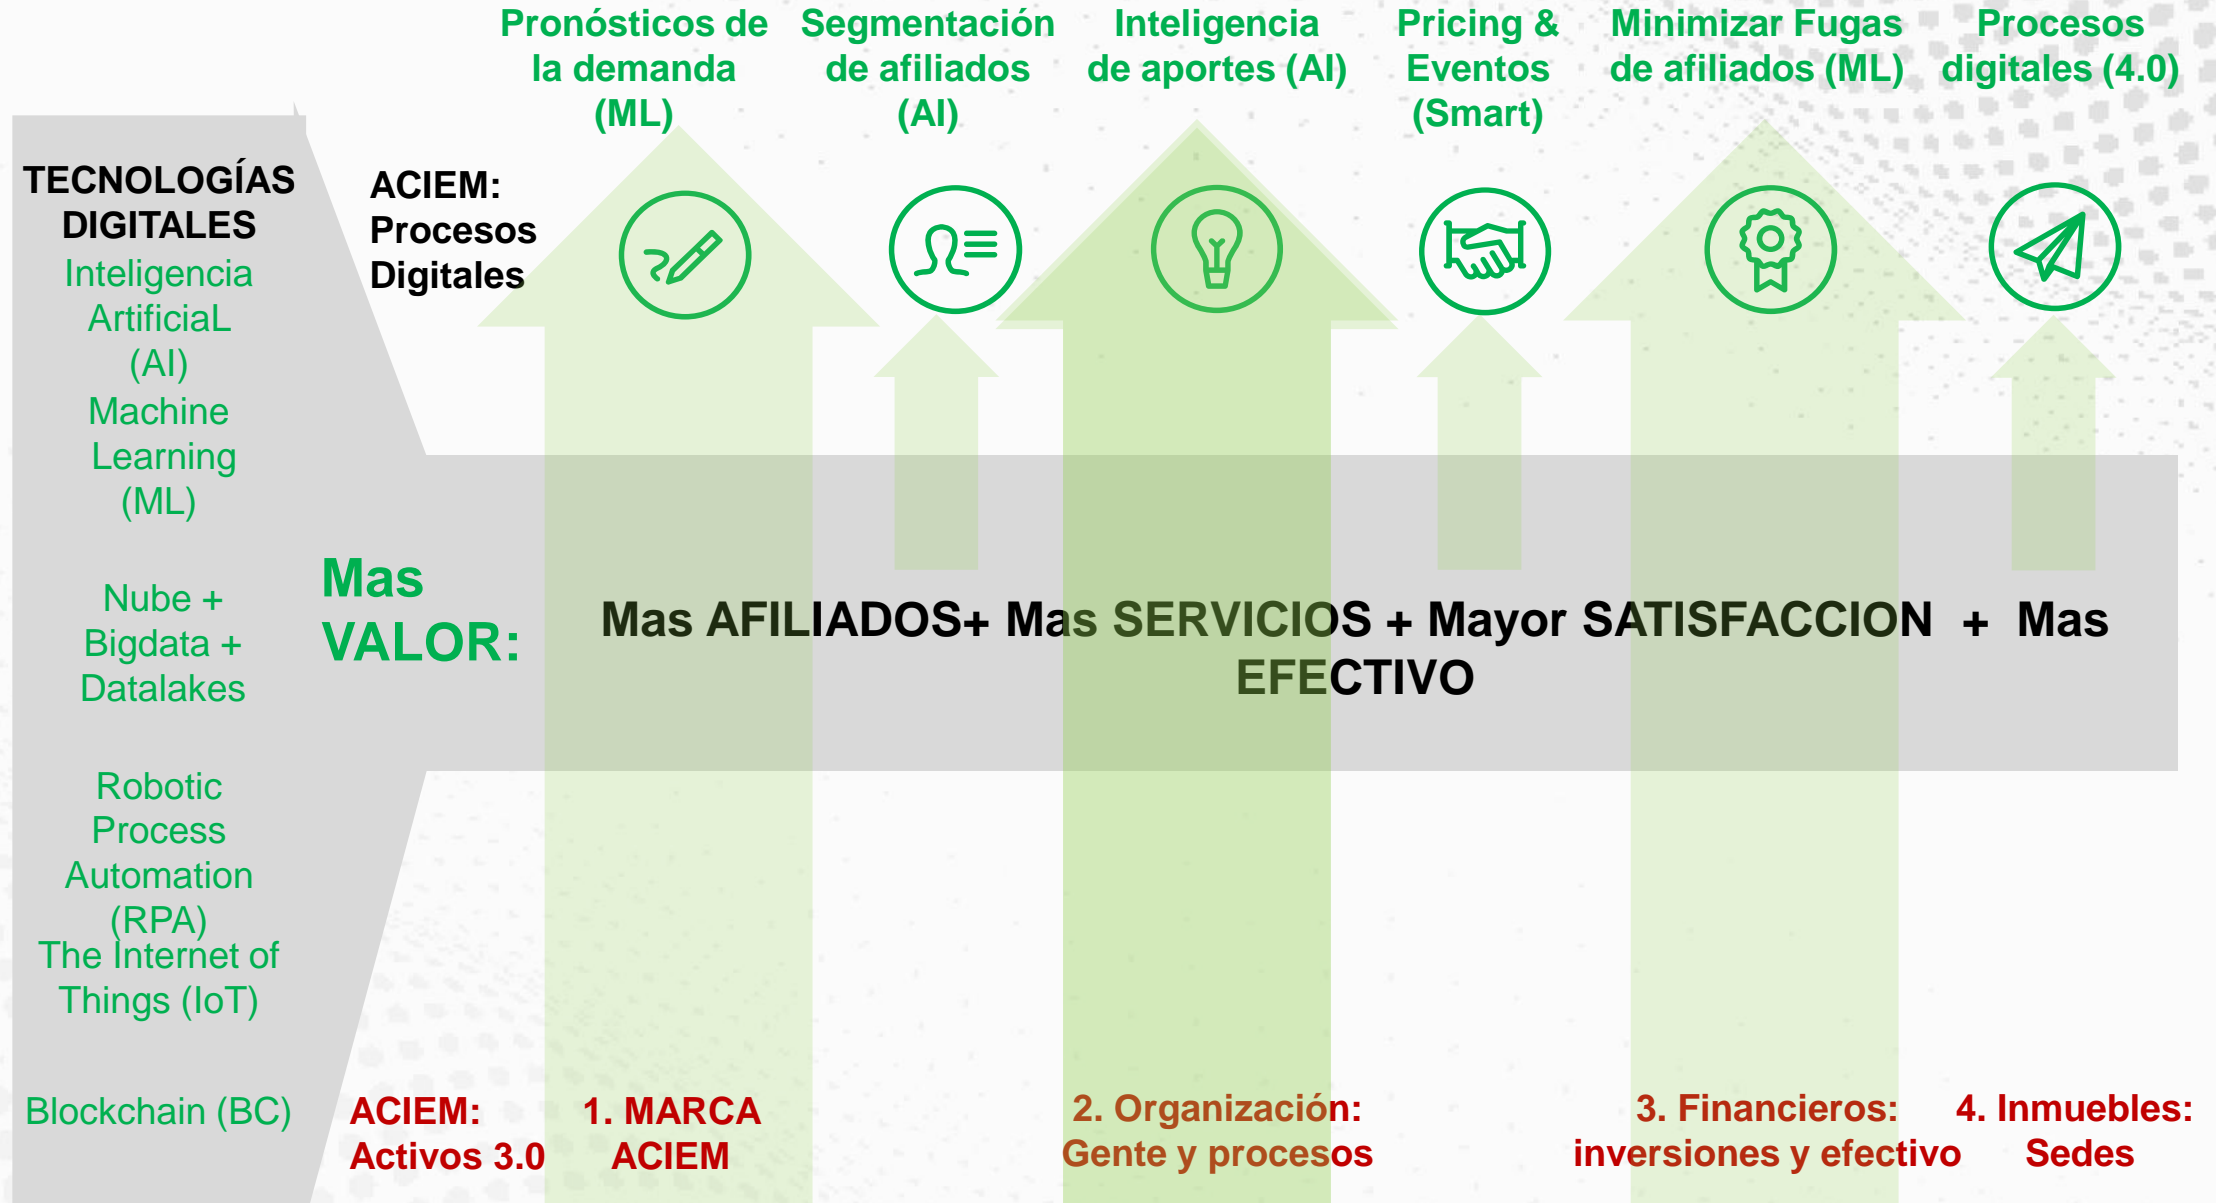 Pronósticos de
la demanda
(ML)
Segmentación
de afiliados
(AI)
Inteligencia
de aportes (AI)
Pricing &
Eventos
(Smart)
Minimizar Fugas
de afiliados (ML)
Procesos
digitales (4.0)
TECNOLOGÍAS
DIGITALES
Inteligencia
ArtificiaL
(AI)
Machine
Learning
(ML)
Nube +
Bigdata +
Datalakes
Robotic
Process
Automation
(RPA)
The Internet of
Things (IoT)
Blockchain (BC)
ACIEM:
Procesos
Digitales
Mas
VALOR:
Mas AFILIADOS+ Mas SERVICIOS + Mayor SATISFACCION + Mas
EFECTIVO
ACIEM:
Activos 3.0
1. MARCA
ACIEM
2. Organización:
Gente y procesos
3. Financieros:
inversiones y efectivo
4. Inmuebles:
Sedes